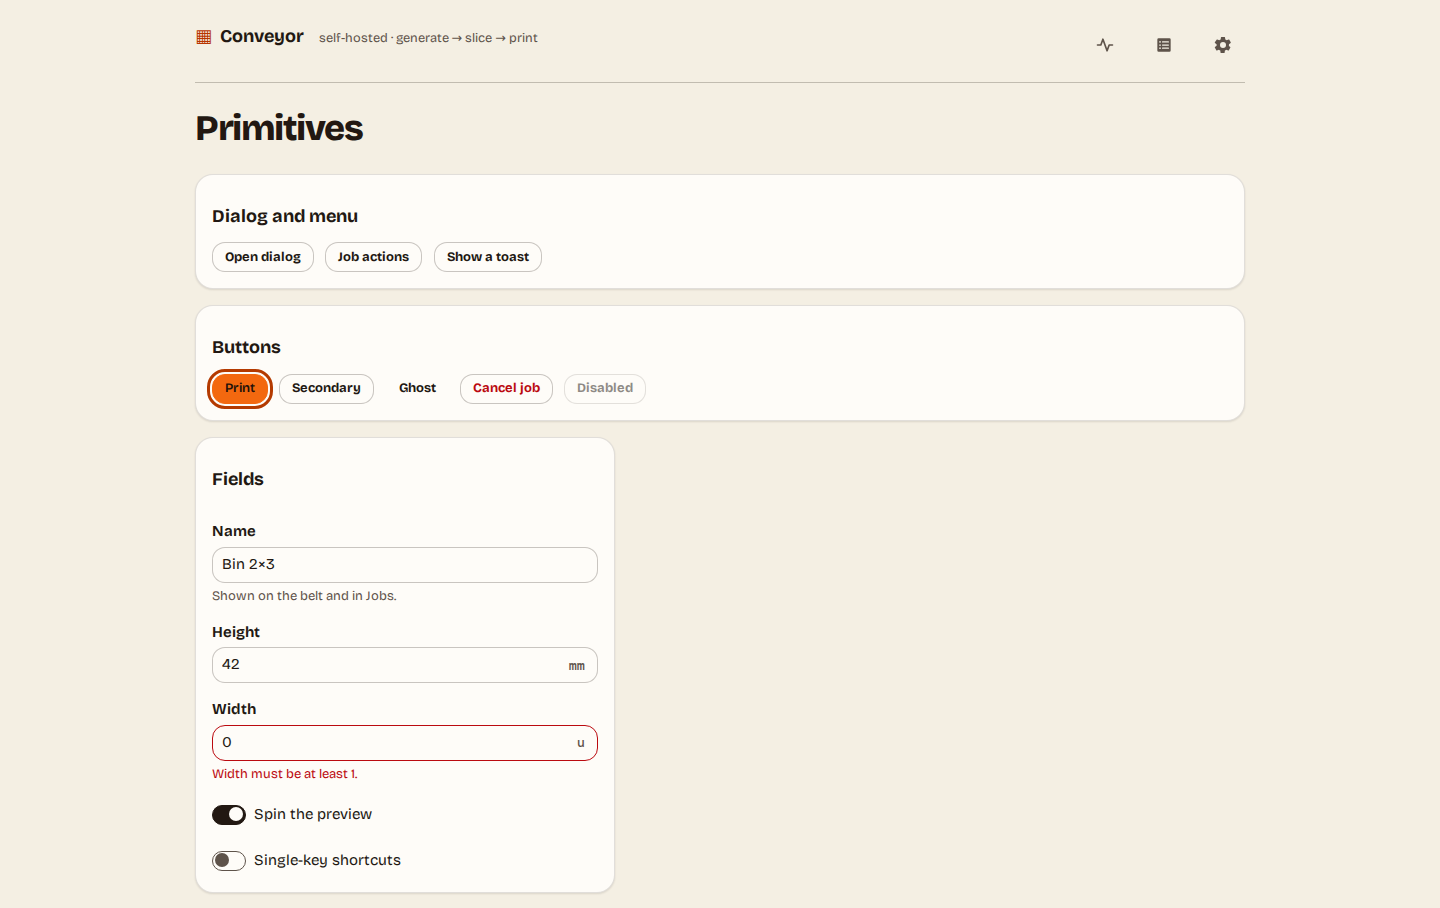 Conveyor self-hosted · generate → slice → print
Primitives
Dialog and menu
Open dialog Job actions Show a toast
Buttons
Print Secondary Ghost Cancel job Disabled
Fields
Name
Bin 2×3
Shown on the belt and in Jobs.
Height
42 mm
Width
0 u
Width must be at least 1.
Spin the preview
Single-key shortcuts